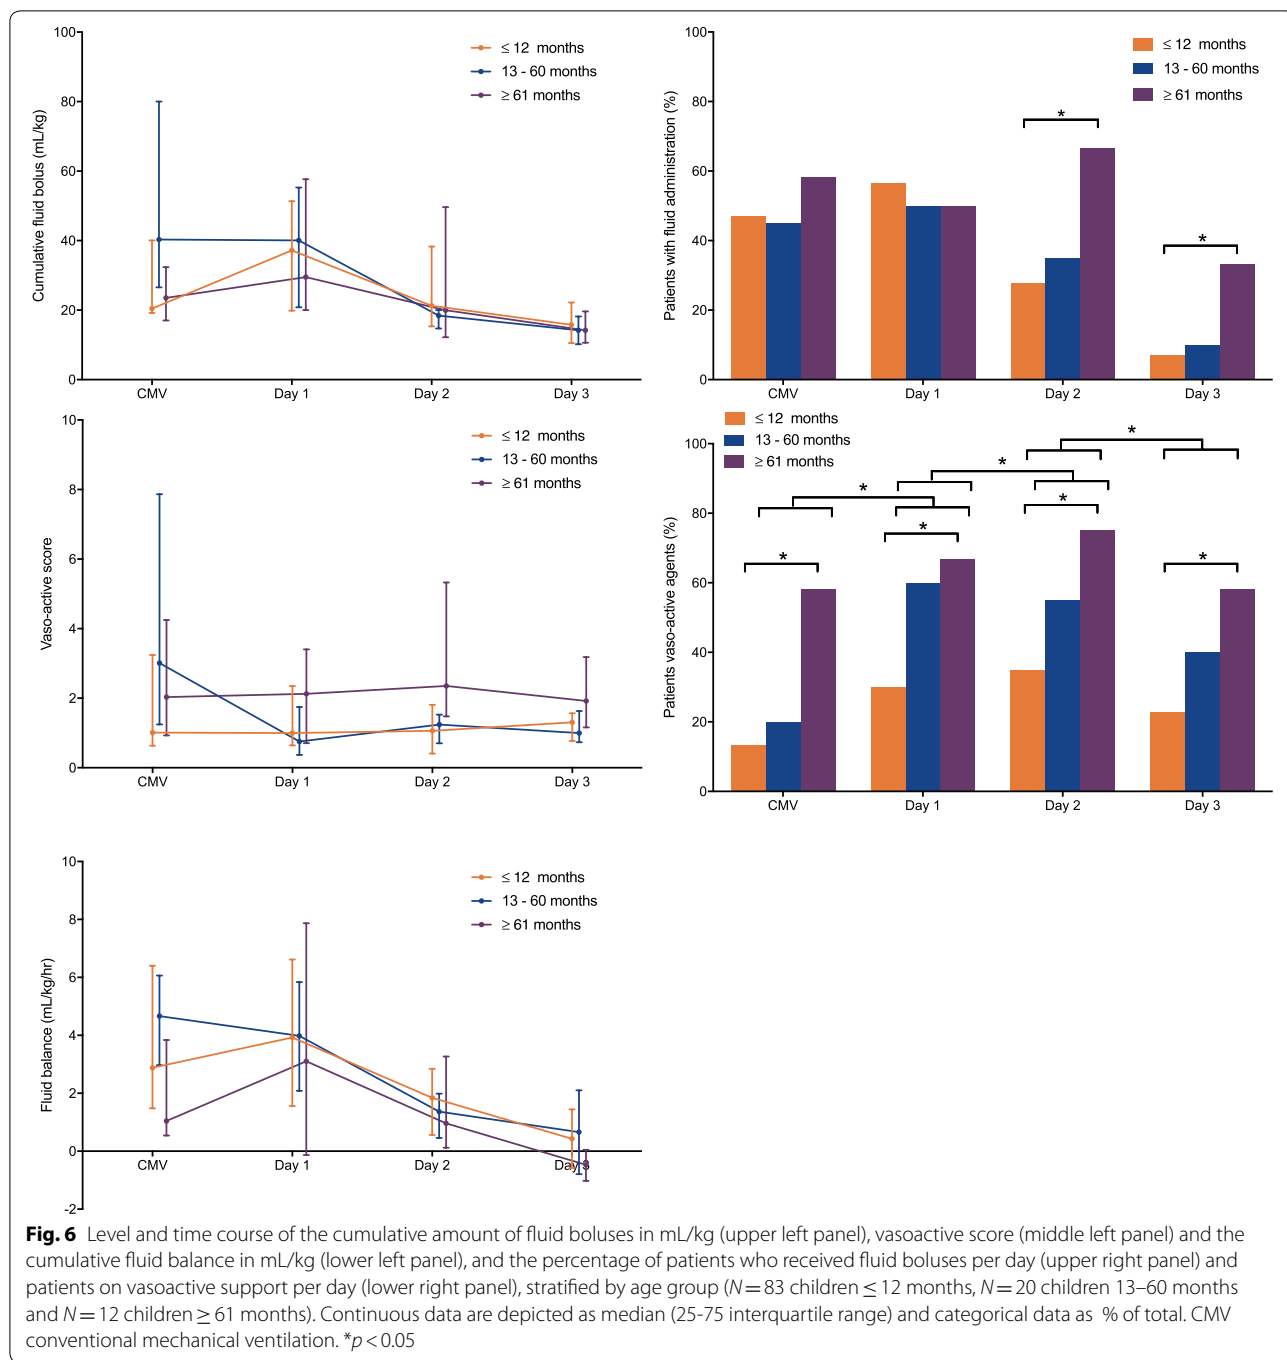 Cumulative fluid bolus (mL/kg)
100
80
60
40
20
0
CMV Day 1 Day 2 Day 3
≤ 12 months
13 - 60 months
≥ 61 months
Patients with fluid administration (%)
100
80
60
40
20
0
CMV Day 1 Day 2 Day 3
≤ 12 months
13 - 60 months
≥ 61 months
*
*
Vaso-active score
10
8
6
4
2
0
CMV Day 1 Day 2 Day 3
≤ 12 months
13 - 60 months
≥ 61 months
Patients vaso-active agents (%)
≤ 12 months
13 - 60 months
≥ 61 months
100
80
60
40
20
0
CMV Day 1 Day 2 Day 3
*
*
*
*
*
*
*
Fluid balance (mL/kg/hr)
10
8
6
4
2
0
-2
CMV Day 1 Day 2 Day 3
≤ 12 months
13 - 60 months
≥ 61 months
Fig. 6 Level and time course of the cumulative amount of fluid boluses in mL/kg (upper left panel), vasoactive score (middle left panel) and the
cumulative fluid balance in mL/kg (lower left panel), and the percentage of patients who received fluid boluses per day (upper right panel) and
patients on vasoactive support per day (lower right panel), stratified by age group (N = 83 children ≤ 12 months, N = 20 children 13–60 months
and N = 12 children ≥ 61 months). Continuous data are depicted as median (25-75 interquartile range) and categorical data as % of total. CMV
conventional mechanical ventilation. *p < 0.05